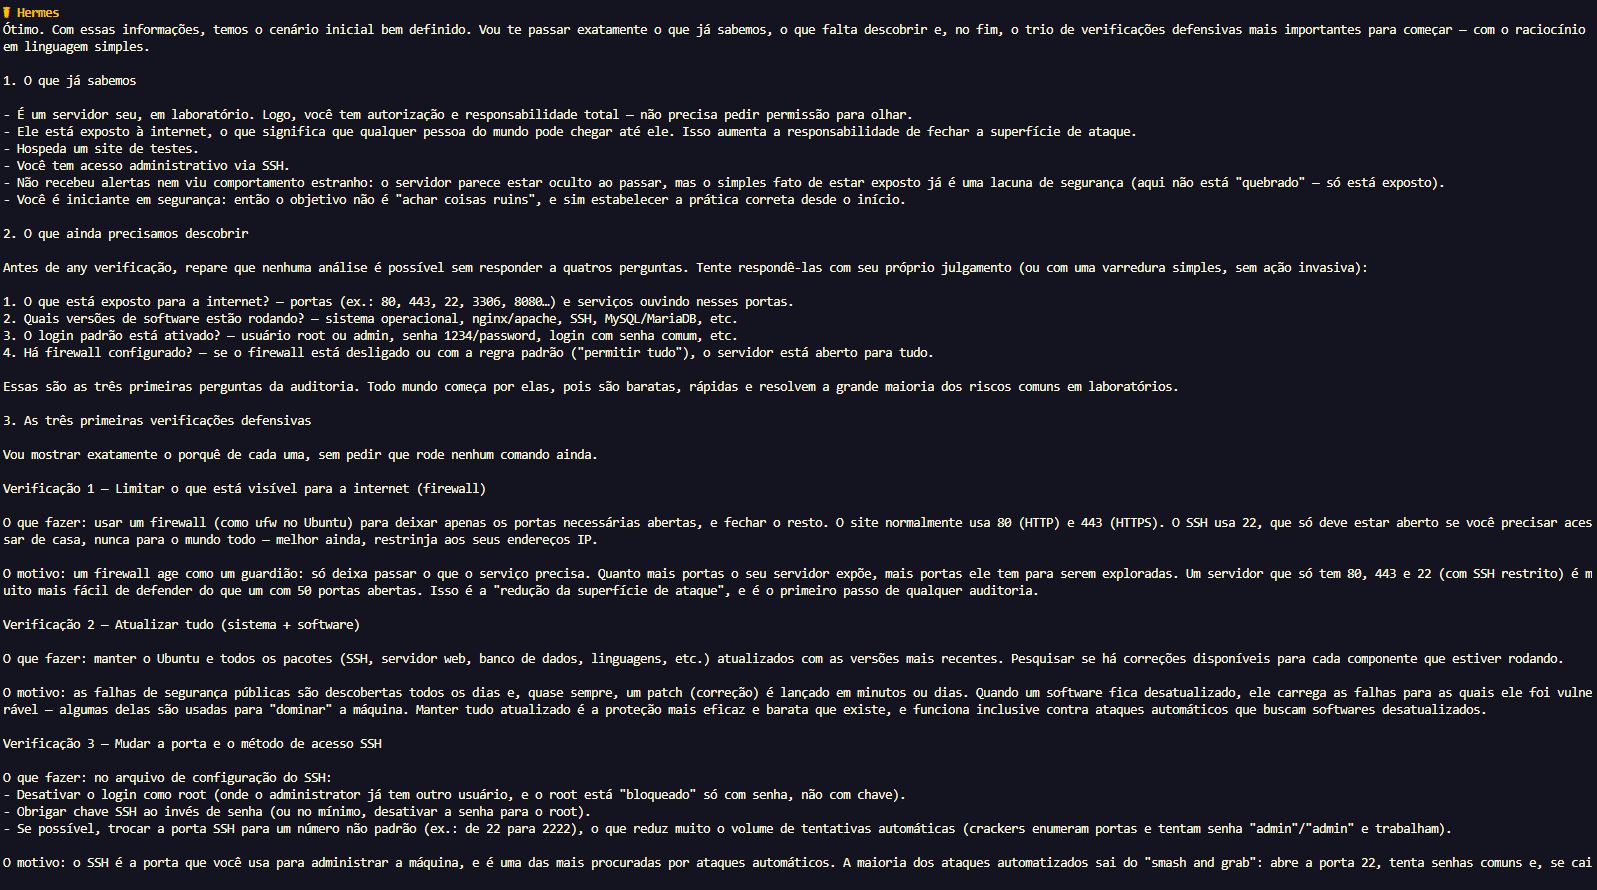 Hermes
Ótimo. Com essas informações, temos o cenário inicial bem definido. Vou te passar exatamente o que já sabemos, o que falta descobrir e, no fim, o trio de verificações defensivas mais importantes para começar — com o raciocínio
em linguagem simples.
1. O que já sabemos
- É um servidor seu, em laboratório. Logo, você tem autorização e responsabilidade total — não precisa pedir permissão para olhar.
- Ele está exposto à internet, o que significa que qualquer pessoa do mundo pode chegar até ele. Isso aumenta a responsabilidade de fechar a superfície de ataque.
- Hospeda um site de testes.
- Você tem acesso administrativo via SSH.
- Não recebeu alertas nem viu comportamento estranho: o servidor parece estar oculto ao passar, mas o simples fato de estar exposto já é uma lacuna de segurança (aqui não está "quebrado" — só está exposto).
- Você é iniciante em segurança: então o objetivo não é "achar coisas ruins", e sim estabelecer a prática correta desde o início.
2. O que ainda precisamos descobrir
Antes de any verificação, repare que nenhuma análise é possível sem responder a quatros perguntas. Tente respondê-las com seu próprio julgamento (ou com uma varredura simples, sem ação invasiva):
1. O que está exposto para a internet? — portas (ex.: 80, 443, 22, 3306, 8080…) e serviços ouvindo nesses portas.
2. Quais versões de software estão rodando? — sistema operacional, nginx/apache, SSH, MySQL/MariaDB, etc.
3. O login padrão está ativado? — usuário root ou admin, senha 1234/password, login com senha comum, etc.
4. Há firewall configurado? — se o firewall está desligado ou com a regra padrão ("permitir tudo"), o servidor está aberto para tudo.
Essas são as três primeiras perguntas da auditoria. Todo mundo começa por elas, pois são baratas, rápidas e resolvem a grande maioria dos riscos comuns em laboratórios.
3. As três primeiras verificações defensivas
Vou mostrar exatamente o porquê de cada uma, sem pedir que rode nenhum comando ainda.
Verificação 1 — Limitar o que está visível para a internet (firewall)
O que fazer: usar um firewall (como ufw no Ubuntu) para deixar apenas os portas necessárias abertas, e fechar o resto. O site normalmente usa 80 (HTTP) e 443 (HTTPS). O SSH usa 22, que só deve estar aberto se você precisar aces
sar de casa, nunca para o mundo todo — melhor ainda, restrinja aos seus endereços IP.
O motivo: um firewall age como um guardião: só deixa passar o que o serviço precisa. Quanto mais portas o seu servidor expõe, mais portas ele tem para serem exploradas. Um servidor que só tem 80, 443 e 22 (com SSH restrito) é m
uito mais fácil de defender do que um com 50 portas abertas. Isso é a "redução da superfície de ataque", e é o primeiro passo de qualquer auditoria.
Verificação 2 — Atualizar tudo (sistema + software)
O que fazer: manter o Ubuntu e todos os pacotes (SSH, servidor web, banco de dados, linguagens, etc.) atualizados com as versões mais recentes. Pesquisar se há correções disponíveis para cada componente que estiver rodando.
O motivo: as falhas de segurança públicas são descobertas todos os dias e, quase sempre, um patch (correção) é lançado em minutos ou dias. Quando um software fica desatualizado, ele carrega as falhas para as quais ele foi vulne
rável — algumas delas são usadas para "dominar" a máquina. Manter tudo atualizado é a proteção mais eficaz e barata que existe, e funciona inclusive contra ataques automáticos que buscam softwares desatualizados.
Verificação 3 — Mudar a porta e o método de acesso SSH
O que fazer: no arquivo de configuração do SSH:
- Desativar o login como root (onde o administrator já tem outro usuário, e o root está "bloqueado" só com senha, não com chave).
- Obrigar chave SSH ao invés de senha (ou no mínimo, desativar a senha para o root).
- Se possível, trocar a porta SSH para um número não padrão (ex.: de 22 para 2222), o que reduz muito o volume de tentativas automáticas (crackers enumeram portas e tentam senha "admin"/"admin" e trabalham).
O motivo: o SSH é a porta que você usa para administrar a máquina, e é uma das mais procuradas por ataques automáticos. A maioria dos ataques automatizados sai do "smash and grab": abre a porta 22, tenta senhas comuns e, se cai